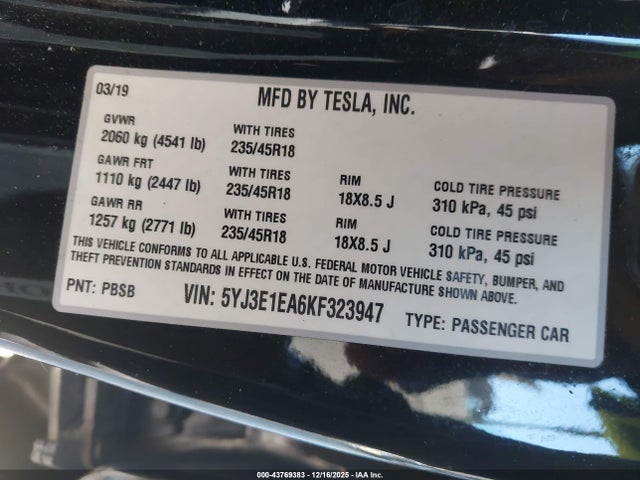 03/19
MFD BY TESLA, INC.
GVWR
2060 kg (4541 lb)
WITH TIRES
235/45R18
GAWR FRT
1110 kg (2447 lb)
WITH TIRES
235/45R18
RIM
18X8.5 J
COLD TIRE PRESSURE
310 kPa, 45 psi
GAWR RR
1257 kg (2771 lb)
WITH TIRES
235/45R18
RIM
18X8.5 J
COLD TIRE PRESSURE
310 kPa, 45 psi
THIS VEHICLE CONFORMS TO ALL APPLICABLE U.S. FEDERAL MOTOR VEHICLE SAFETY, BUMPER, AND
THEFT PREVENTION STANDARDS IN EFFECT ON THE DATE OF MANUFACTURE SHOWN ABOVE.
PNT: PBSB
VIN: 5YJ3E1EA6KF323947
TYPE: PASSENGER CAR
000-43769383 - 12/16/2025 - IAA Inc.